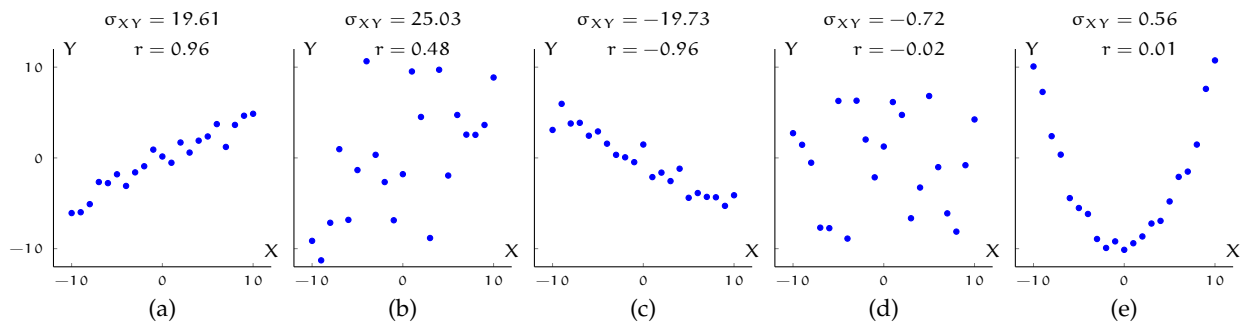 σXY = 19.61
r = 0.96
Y
10
0
−10
X
−10 0 10
(a)
σXY = 25.03
r = 0.48
Y
X
−10 0 10
(b)
σXY = −19.73
r = −0.96
Y
X
−10 0 10
(c)
σXY = −0.72
r = −0.02
Y
X
−10 0 10
(d)
σXY = 0.56
r = 0.01
Y
X
−10 0 10
(e)